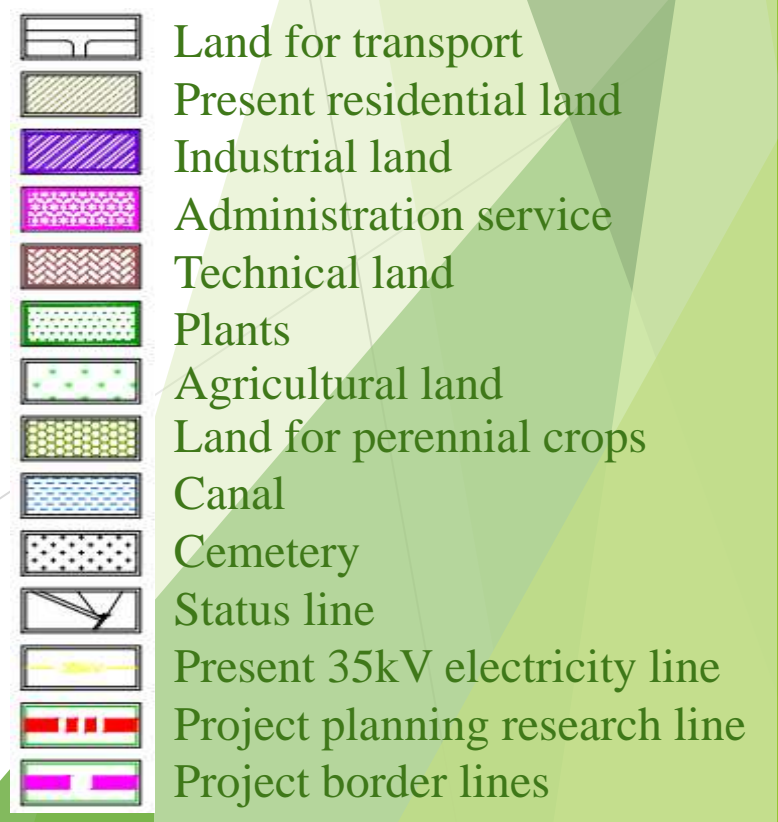 Land for transport
Present residential land
Industrial land
Administration service
Technical land
Plants
Agricultural land
Land for perennial crops
Canal
Cemetery
Status line
Present 35kV electricity line
Project planning research line
Project border lines